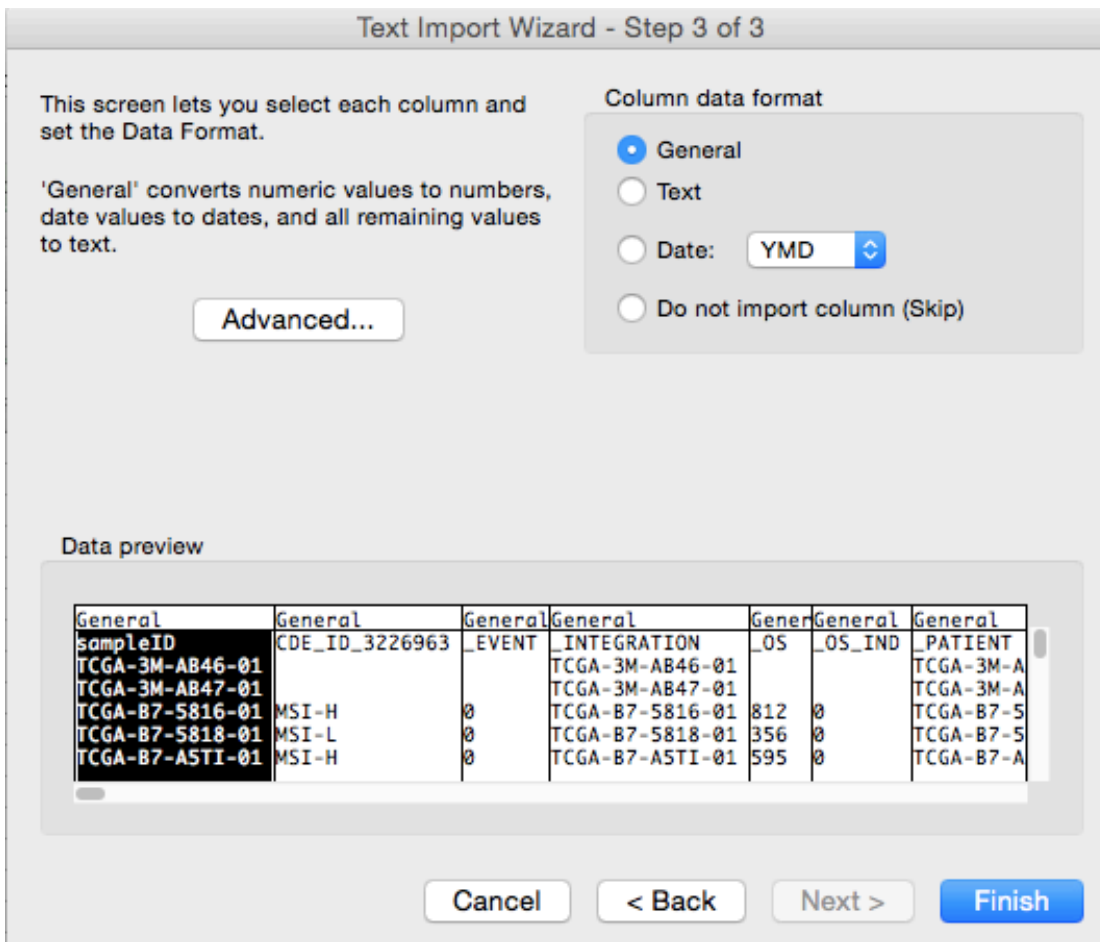 Text Import Wizard - Step 3 of 3
This screen lets you select each column and
set the Data Format.
'General' converts numeric values to numbers,
date values to dates, and all remaining values
to text.
Advanced...
Column data format
General
Text
Date: YMD
Do not import column (Skip)
Data preview
General General General General Gener General General
sampleID CDE_ID_3226963 _EVENT _INTEGRATION _OS _OS_IND _PATIENT
TCGA-3M-AB46-01 TCGA-3M-AB46-01 TCGA-3M-A
TCGA-3M-AB47-01 TCGA-3M-AB47-01 TCGA-3M-A
TCGA-B7-5816-01 MSI-H 0 TCGA-B7-5816-01 812 0 TCGA-B7-5
TCGA-B7-5818-01 MSI-L 0 TCGA-B7-5818-01 356 0 TCGA-B7-5
TCGA-B7-A5TI-01 MSI-H 0 TCGA-B7-A5TI-01 595 0 TCGA-B7-A
Cancel < Back Next > Finish